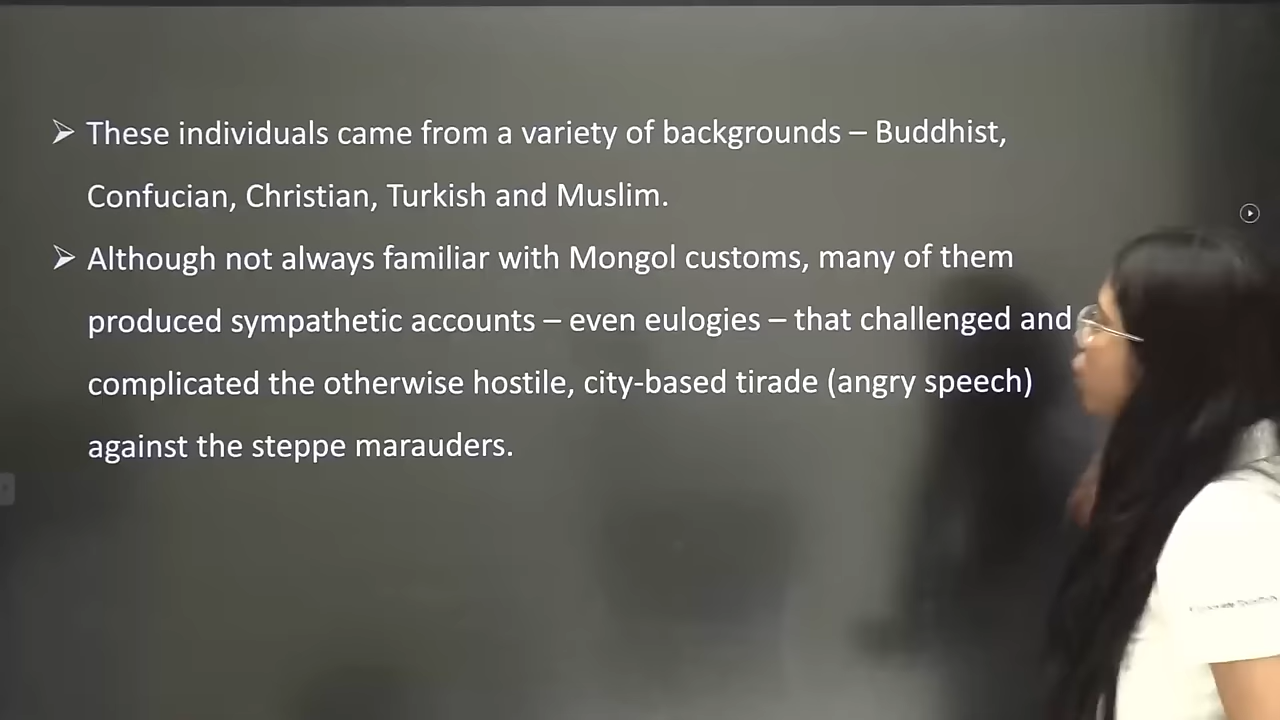 These individuals came from a variety of backgrounds – Buddhist,
Confucian, Christian, Turkish and Muslim.
Although not always familiar with Mongol customs, many of them
produced sympathetic accounts – even eulogies – that challenged and
complicated the otherwise hostile, city-based tirade (angry speech)
against the steppe marauders.